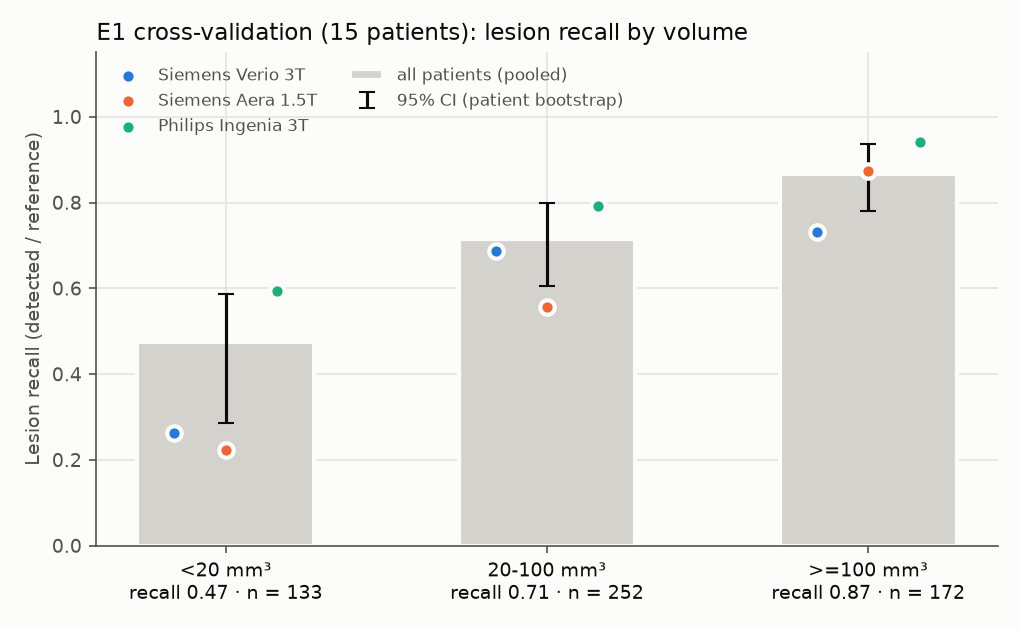 E1 cross-validation (15 patients): lesion recall by volume
Siemens Verio 3T
Siemens Aera 1.5T
Philips Ingenia 3T
all patients (pooled)
95% CI (patient bootstrap)
Lesion recall (detected / reference)
1.0
0.8
0.6
0.4
0.2
0.0
<20 mm³
recall 0.47 · n = 133
20-100 mm³
recall 0.71 · n = 252
>=100 mm³
recall 0.87 · n = 172